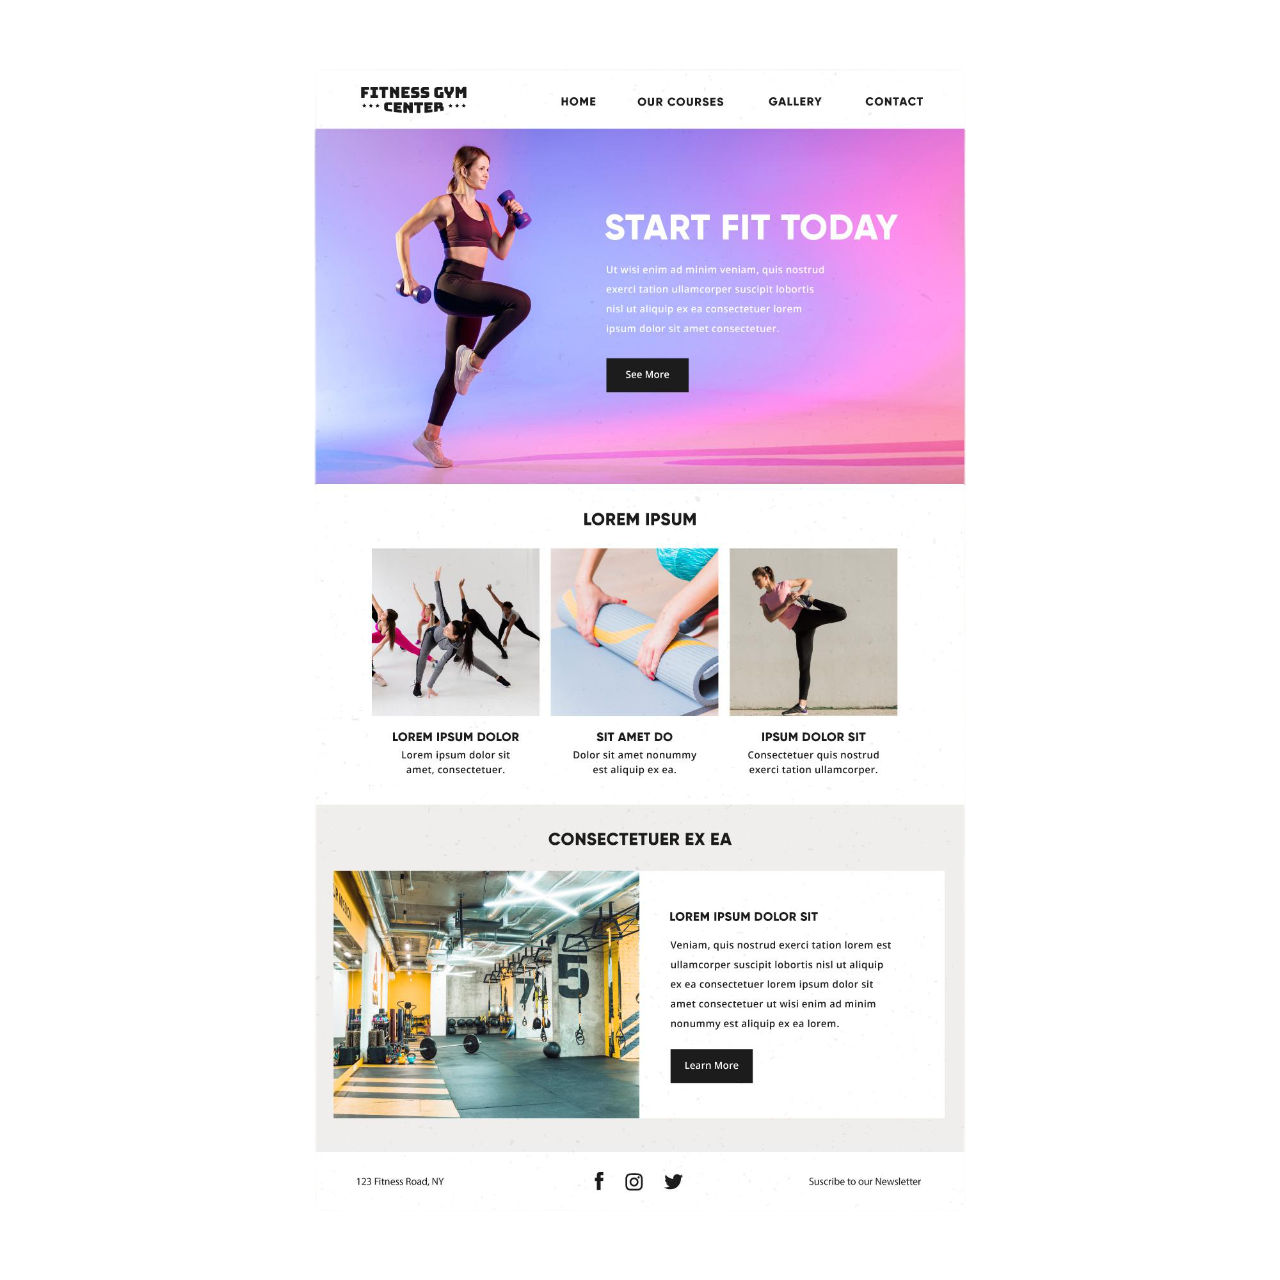 FITNESS GYM
CENTER
HOME OUR COURSES GALLERY CONTACT
START FIT TODAY
Ut wisi enim ad minim veniam, quis nostrud
exerci tation ullamcorper suscipit lobortis
nisl ut aliquip ex ea consectetuer lorem
ipsum dolor sit amet consectetuer.
See More
LOREM IPSUM
LOREM IPSUM DOLOR
Lorem ipsum dolor sit
amet, consectetuer.
SIT AMET DO
Dolor sit amet nonummy
est aliquip ex ea.
IPSUM DOLOR SIT
Consectetuer quis nostrud
exerci tation ullamcorper.
CONSECTETUER EX EA
7
5
LOREM IPSUM DOLOR SIT
Veniam, quis nostrud exerci tation lorem est
ullamcorper suscipit lobortis nisl ut aliquip
ex ea consectetuer lorem ipsum dolor sit
amet consectetuer ut wisi enim ad minim
nonummy est aliquip ex ea lorem.
Learn More
123 Fitness Road, NY
Suscribe to our Newsletter